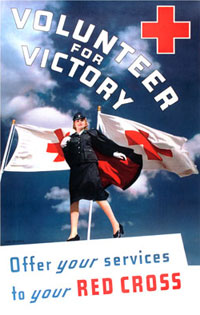 VOLUNTEER
FOR
VICTORY
Offer your services
to your RED CROSS